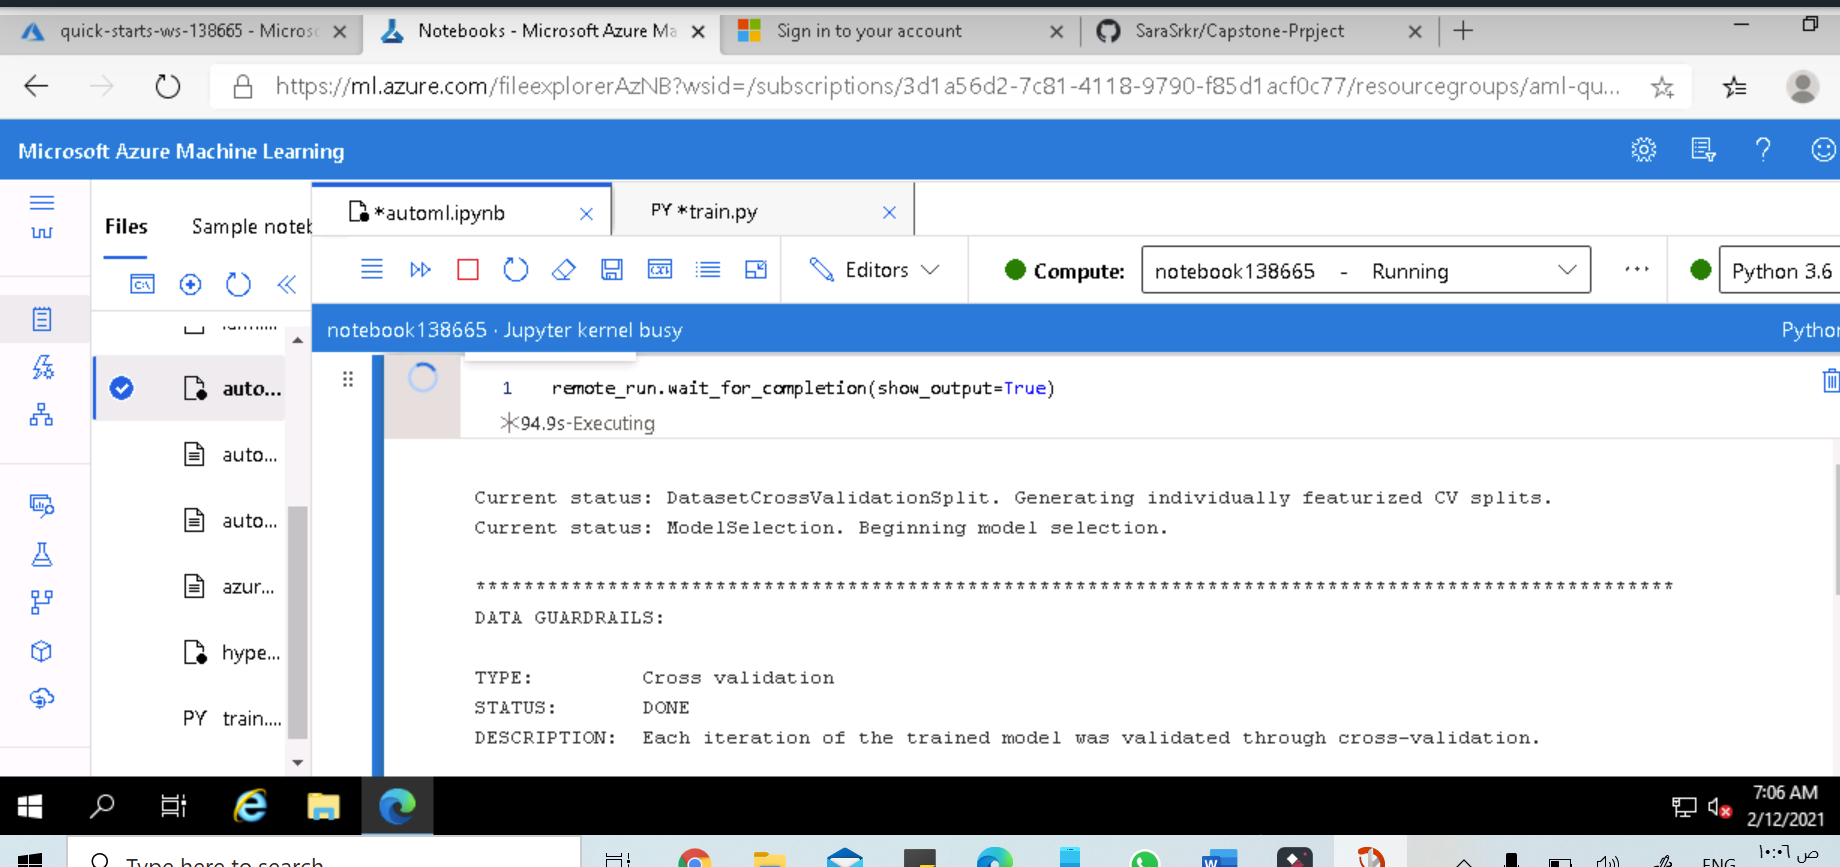 quick-starts-ws-138665 - Micros
Notebooks - Microsoft Azure Ma
Sign in to your account
SaraSrkr/Capstone-Prpject
https://ml.azure.com/fileexplorerAzNB?wsid=/subscriptions/3d1a56d2-7c81-4118-9790-f85d1acf0c77/resourcegroups/aml-qu...
Microsoft Azure Machine Learning
Files
Sample noteb
*automl.ipynb
PY *train.py
Editors
Compute:
notebook138665 - Running
Python 3.6
notebook138665 · Jupyter kernel busy
Python
auto...
auto...
auto...
azur...
hype...
PY train....
1 remote_run.wait_for_completion(show_output=True)
94.9s-Executing
Current status: DatasetCrossValidationSplit. Generating individually featurized CV splits.
Current status: ModelSelection. Beginning model selection.
****************************************************************************************************
DATA GUARDRAILS:
TYPE: Cross validation
STATUS: DONE
DESCRIPTION: Each iteration of the trained model was validated through cross-validation.
7:06 AM
2/12/2021
Type here to search
ENG
١٠:٠٦ ص